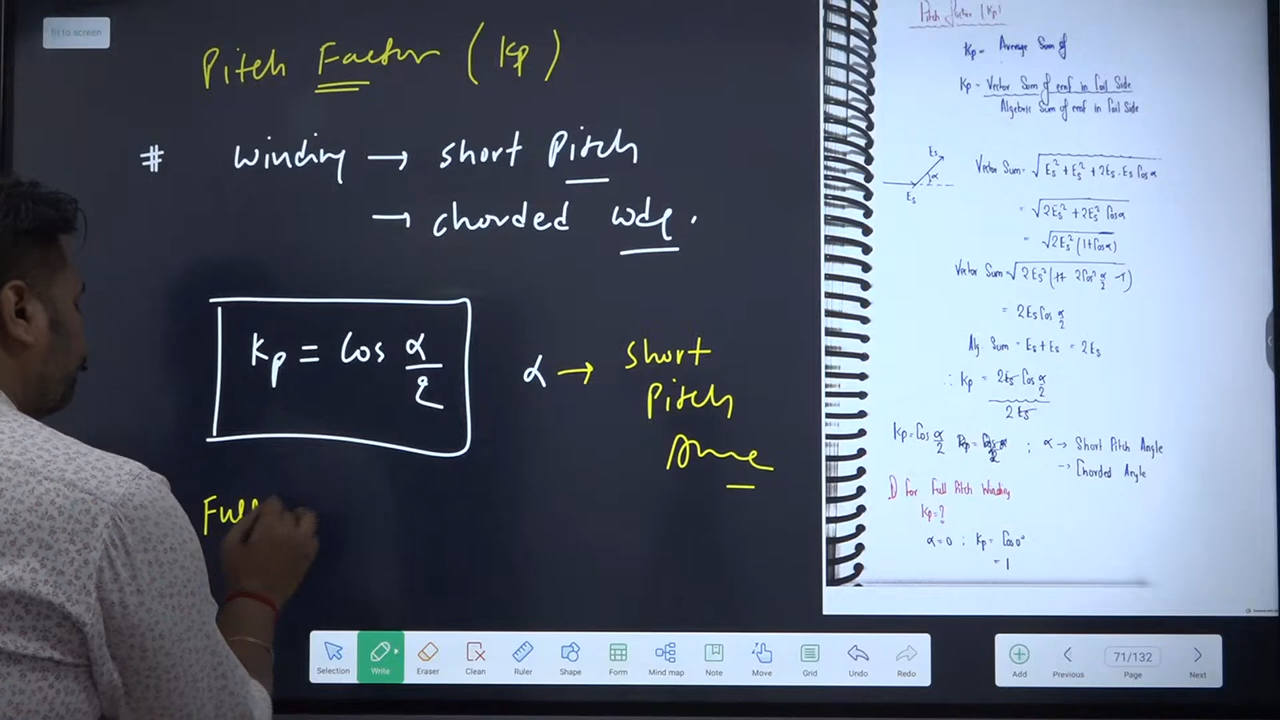 fit to screen
Pitch Factor (Kp)
# Winding → short Pitch
→ chorded wdg.
Kp = Cos α/2
α → short
Pitch
Full
Pitch Factor (Kp)
Kp = Average Sum of
Kp = Vector Sum of emf in Coil Side
Algebraic Sum of emf in Coil Side
Es
α
Es
Vector Sum = √Es² + Es² + 2Es . Es Cos α
= √2Es² + 2Es² Cos α
= √2Es² (1+Cos α)
Vector Sum √2Es² (1+ 2Cos² α/2 -1)
= 2Es Cos α/2
Alg. Sum = Es + Es = 2Es
∴ Kp = 2Es Cos α/2
2Es
Kp = Cos α/2 ; α → Short Pitch Angle
→ Chorded Angle
1) For Full Pitch Winding
Kp = ?
α = 0 ; Kp = Cos 0°
= 1
Selection
Write
Eraser
Clean
Ruler
Shape
Form
Mind map
Note
Move
Grid
Undo
Redo
Add
Previous
71/132
Page
Next